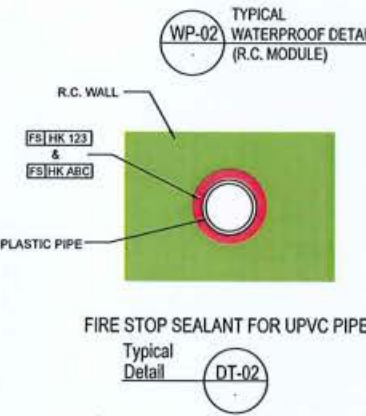 WP-02
TYPICAL
WATERPROOF DETAI
(R.C. MODULE)
R.C. WALL
FS HK 123
&
FS HK ABC
PLASTIC PIPE
FIRE STOP SEALANT FOR UPVC PIPE
Typical
Detail
DT-02